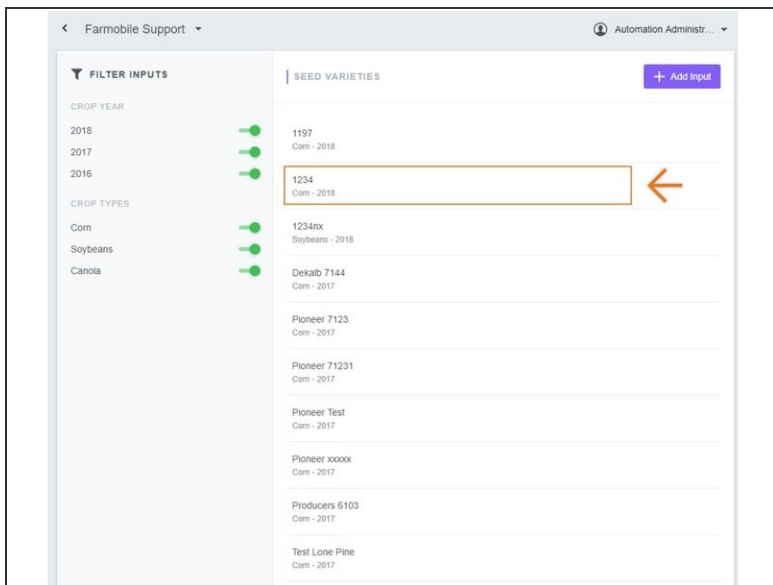 Farmobile Support
Automation Administr...
FILTER INPUTS
CROP YEAR
2018
2017
2016
CROP TYPES
Corn
Soybeans
Canola
SEED VARIETIES
+ Add Input
1197
Corn - 2018
1234
Corn - 2018
1234nx
Soybeans - 2018
Dekalb 7144
Corn - 2017
Pioneer 7123
Corn - 2017
Pioneer 71231
Corn - 2017
Pioneer Test
Corn - 2017
Pioneer xxxxx
Corn - 2017
Producers 6103
Corn - 2017
Test Lone Pine
Corn - 2017